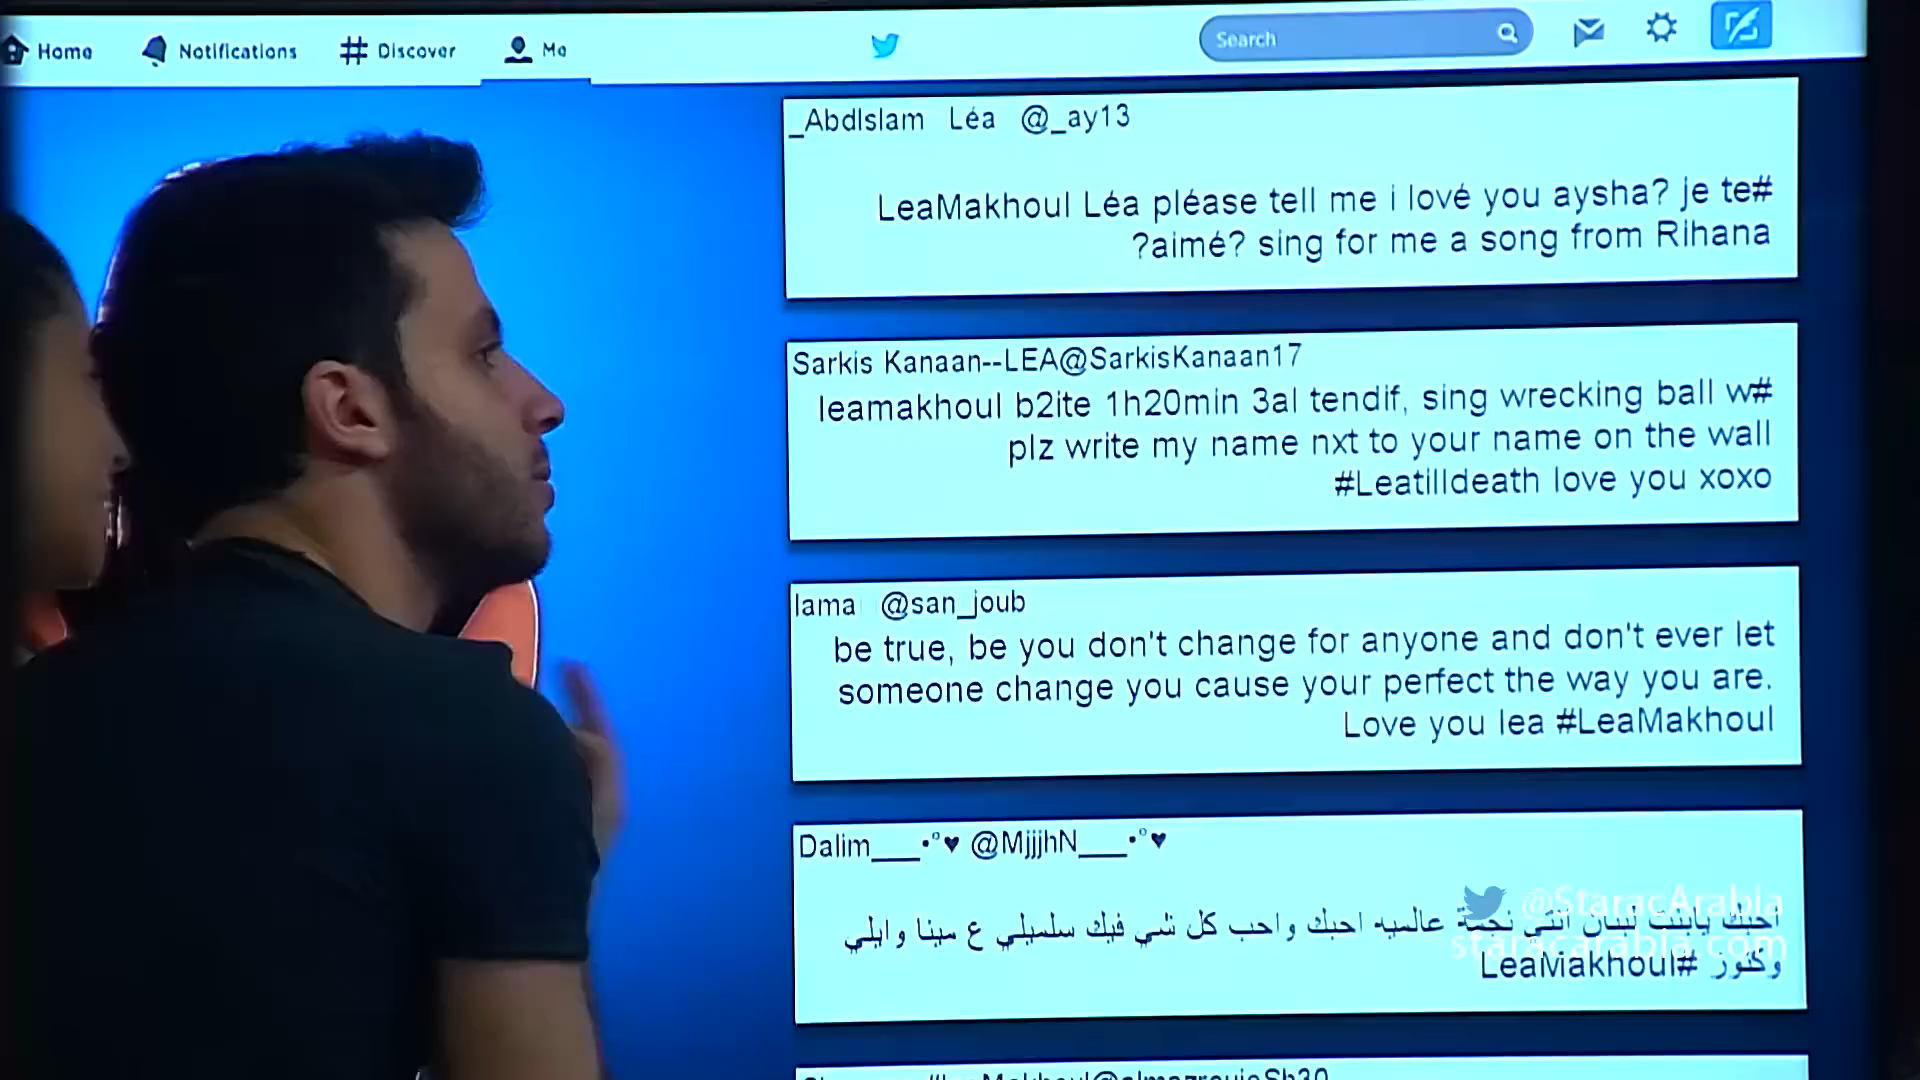 Home Notifications # Discover Me Search
_AbdIslam Léa @_ay13
LeaMakhoul Léa pléase tell me i lové you aysha? je te#
?aimé? sing for me a song from Rihana
Sarkis Kanaan--LEA@SarkisKanaan17
leamakhoul b2ite 1h20min 3al tendif, sing wrecking ball w#
plz write my name nxt to your name on the wall
#Leatilldeath love you xoxo
lama @san_joub
be true, be you don't change for anyone and don't ever let
someone change you cause your perfect the way you are.
Love you lea #LeaMakhoul
Dalim___•°♥ @MjjjhN___•°♥
@StaracArabia
احبك يابنت لبنان انتي نجمة عالميه احبك واحب كل شي فيك سلميلي ع مينا وايلي
staracarabia.com
وكنوز #LeaMakhoul